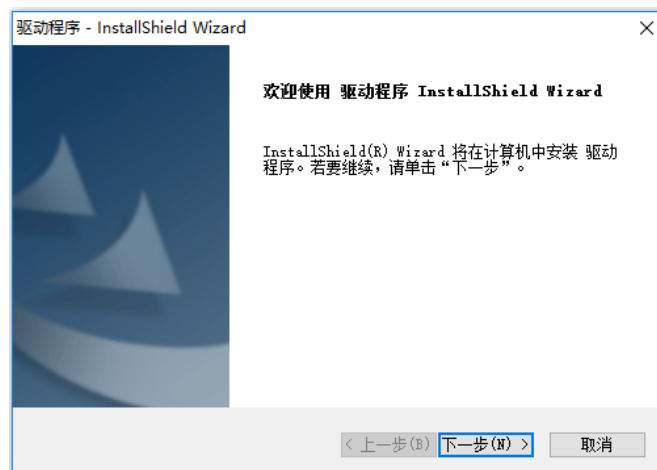 驱动程序 - InstallShield Wizard
欢迎使用 驱动程序 InstallShield Wizard
InstallShield(R) Wizard 将在计算机中安装 驱动
程序。若要继续，请单击“下一步”。
< 上一步(B) 下一步(N) > 取消